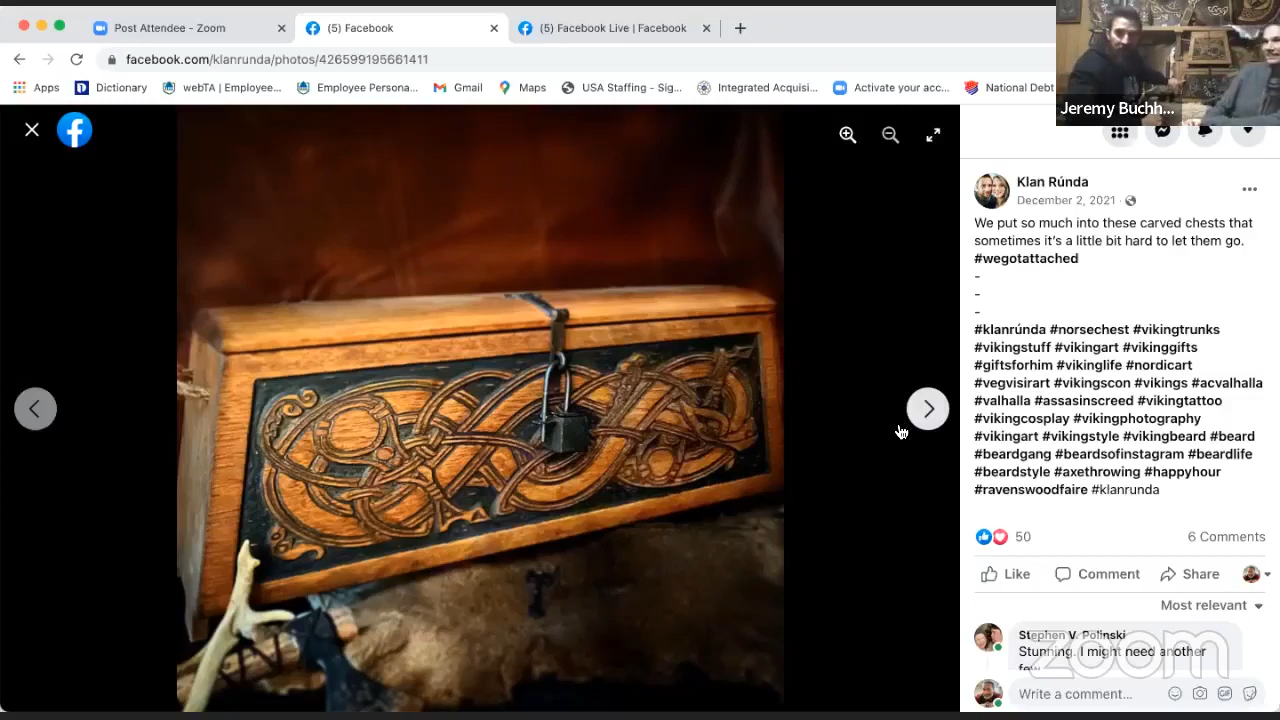 Post Attendee - Zoom
(5) Facebook
(5) Facebook Live | Facebook
facebook.com/klanrunda/photos/426599195661411
Apps
Dictionary
webTA | Employee...
Employee Persona...
Gmail
Maps
USA Staffing - Sig...
Integrated Acquisi...
Activate your acc...
National Debt
Jeremy Buchh...
Klan Rúnda
December 2, 2021 ·
We put so much into these carved chests that
sometimes it's a little bit hard to let them go.
#wegotattached
-
-
-
#klanrúnda #norsechest #vikingtrunks
#vikingstuff #vikingart #vikinggifts
#giftsforhim #vikinglife #nordicart
#vegvisirart #vikingscon #vikings #acvalhalla
#valhalla #assasinscreed #vikingtattoo
#vikingcosplay #vikingphotography
#vikingart #vikingstyle #vikingbeard #beard
#beardgang #beardsofinstagram #beardlife
#beardstyle #axethrowing #happyhour
#ravenswoodfaire #klanrunda
50
6 Comments
Like
Comment
Share
Most relevant
Stephen V. Polinski
Stunning. I might need another
few
zoom
Write a comment...
GIF